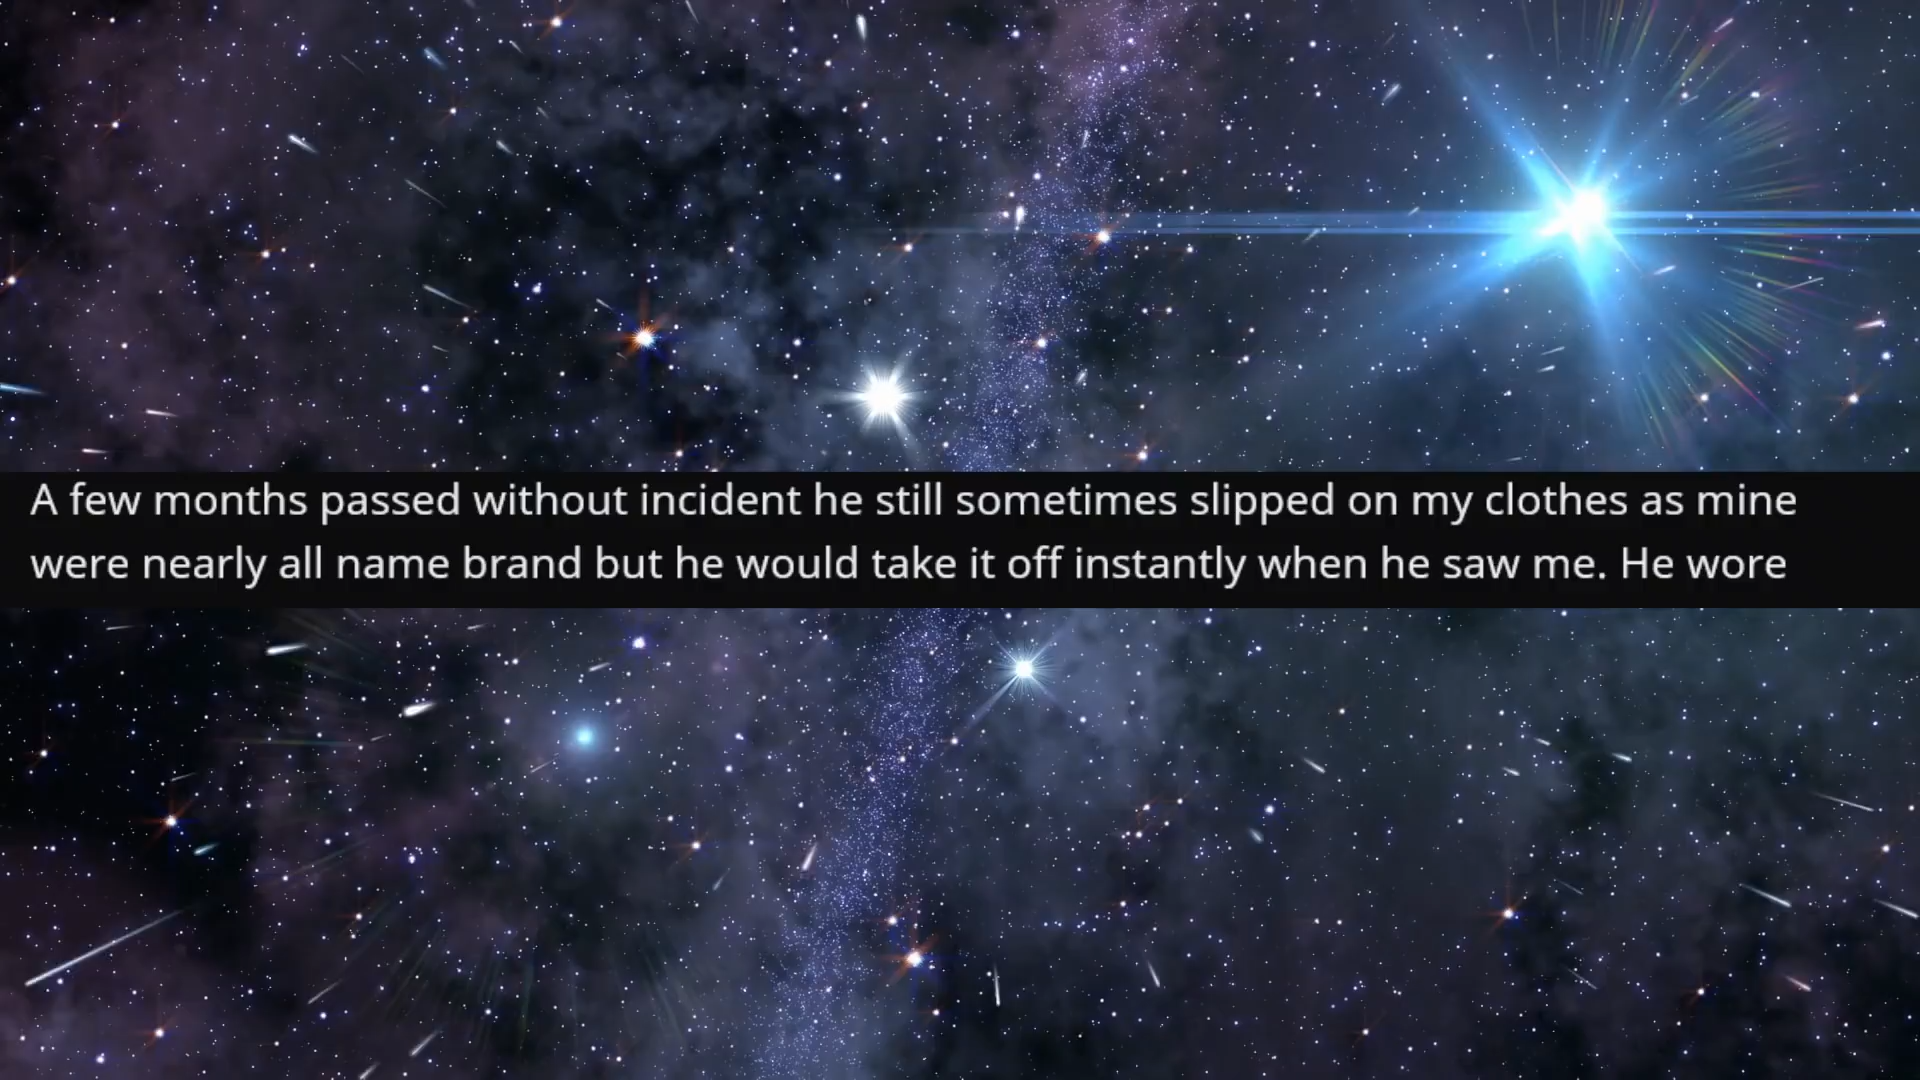 A few months passed without incident he still sometimes slipped on my clothes as mine
were nearly all name brand but he would take it off instantly when he saw me. He wore